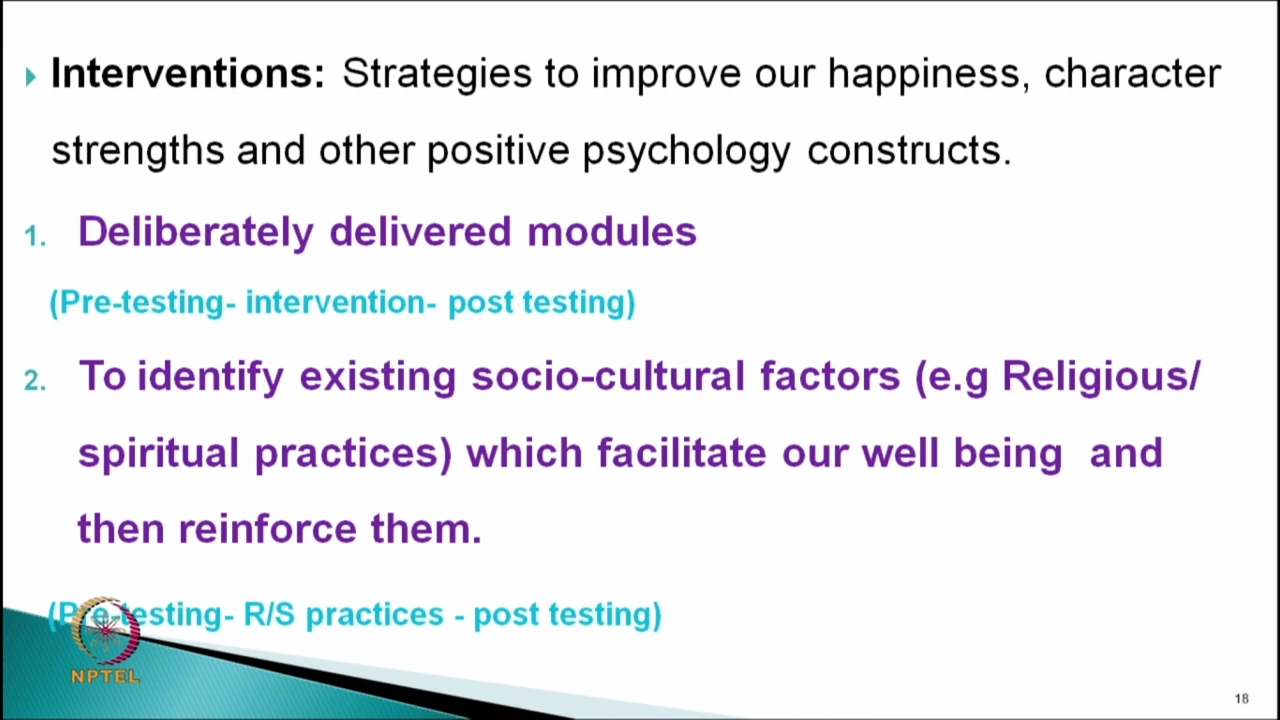 Interventions: Strategies to improve our happiness, character
strengths and other positive psychology constructs.
1. Deliberately delivered modules
(Pre-testing- intervention- post testing)
2. To identify existing socio-cultural factors (e.g Religious/
spiritual practices) which facilitate our well being and
then reinforce them.
(Pre-testing- R/S practices - post testing)
NPTEL
18